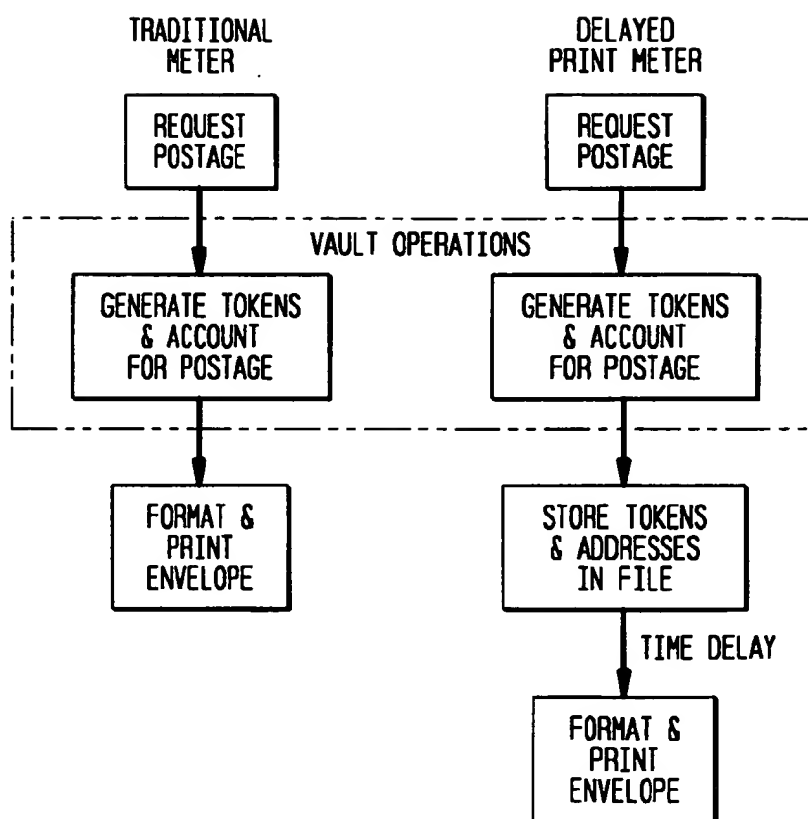 TRADITIONAL
METER
DELAYED
PRINT METER
REQUEST
POSTAGE
REQUEST
POSTAGE
VAULT OPERATIONS
GENERATE TOKENS
& ACCOUNT
FOR POSTAGE
GENERATE TOKENS
& ACCOUNT
FOR POSTAGE
FORMAT &
PRINT
ENVELOPE
STORE TOKENS
& ADDRESSES
IN FILE
TIME DELAY
FORMAT &
PRINT
ENVELOPE